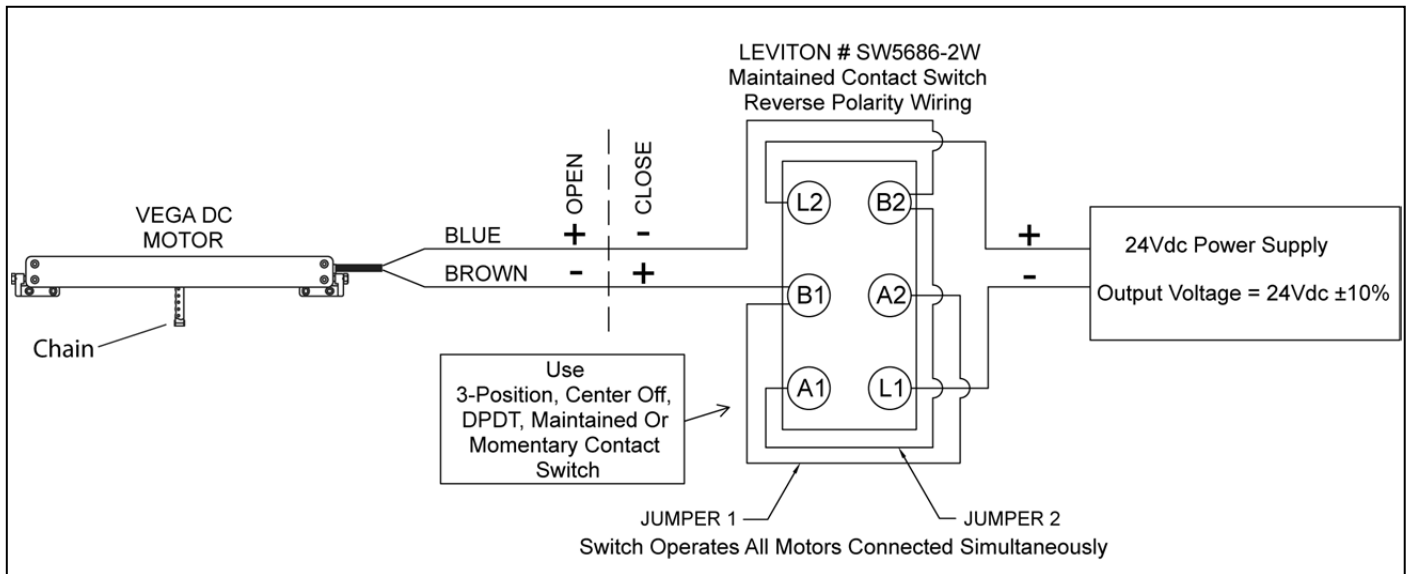 LEVITON # SW5686-2W
Maintained Contact Switch
Reverse Polarity Wiring
OPEN
CLOSE
VEGA DC
MOTOR
BLUE
+
-
BROWN
-
+
Chain
L2
B2
B1
A2
A1
L1
+
-
24Vdc Power Supply
Output Voltage = 24Vdc ±10%
Use
3-Position, Center Off,
DPDT, Maintained Or
Momentary Contact
Switch
JUMPER 1
JUMPER 2
Switch Operates All Motors Connected Simultaneously